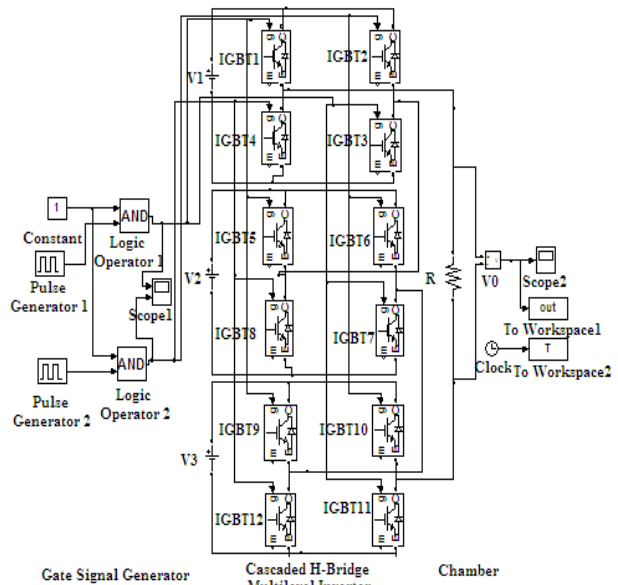 g C
m E
IGBT1
g C
m E
IGBT2
V1
g C
m E
IGBT4
g C
m E
IGBT3
1
Constant
AND
Logic
Operator 1
Pulse
Generator 1
Scope1
AND
Logic
Operator 2
Pulse
Generator 2
g C
m E
IGBT5
g C
m E
IGBT6
V2
g C
m E
IGBT8
g C
m E
IGBT7
R
+
-
v
V0
Scope2
out
To Workspace1
Clock
T
To Workspace2
g C
m E
IGBT9
g C
m E
IGBT10
V3
g C
m E
IGBT12
g C
m E
IGBT11
Gate Signal Generator
Cascaded H-Bridge
Multilevel Inverter
Chamber